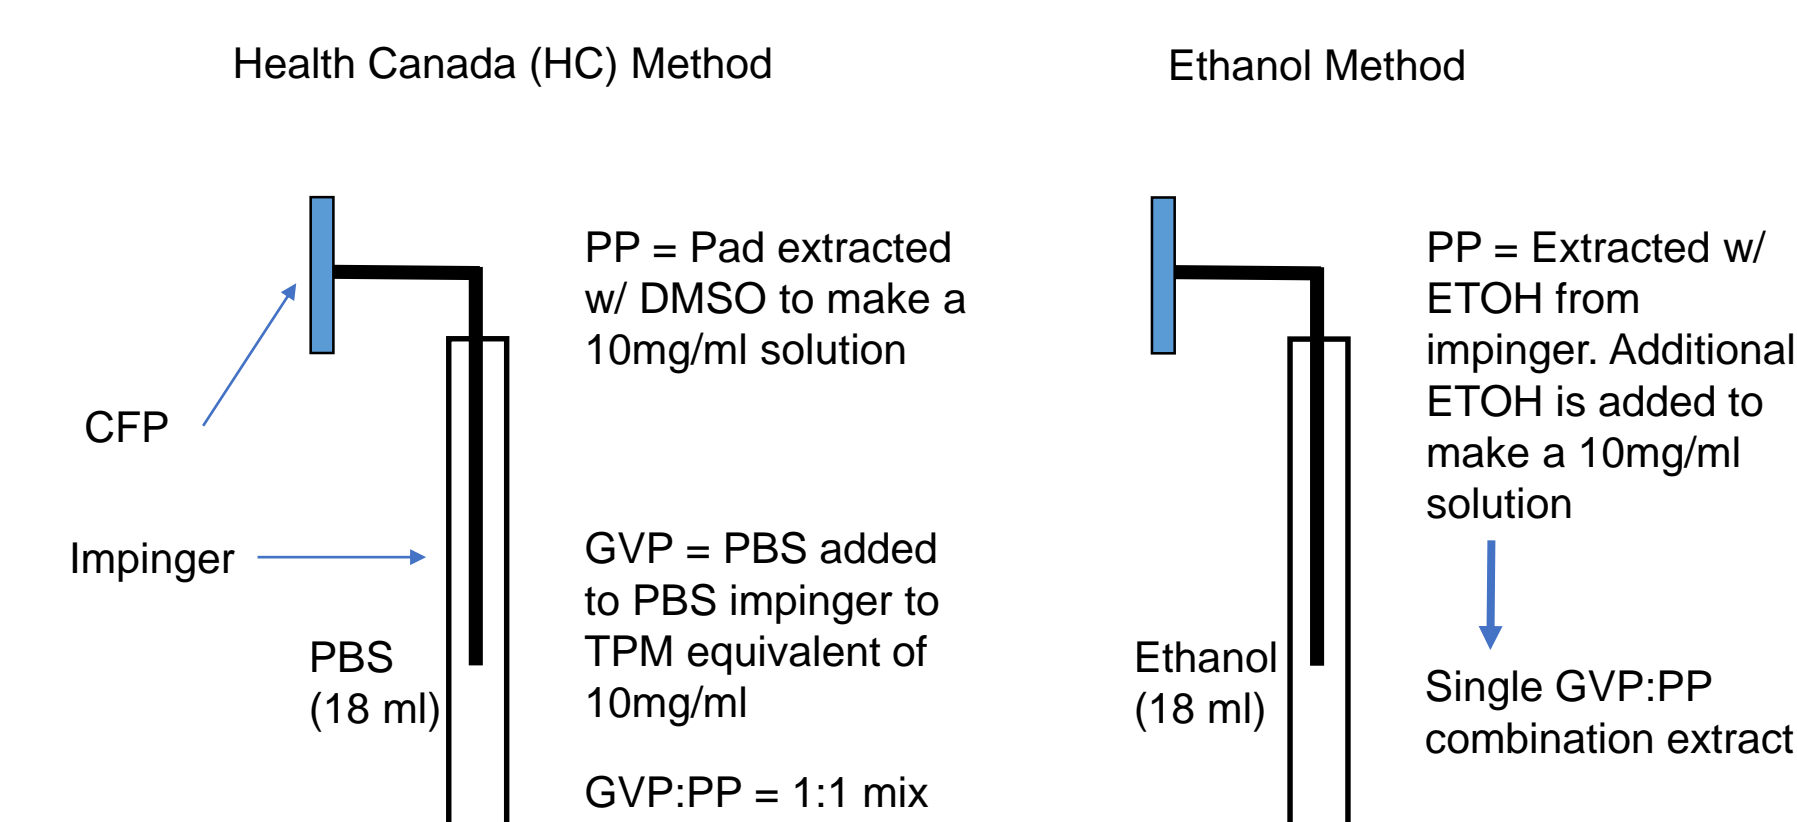 Health Canada (HC) Method
Ethanol Method
PP = Pad extracted
w/ DMSO to make a
10mg/ml solution
CFP
Impinger
GVP = PBS added
to PBS impinger to
TPM equivalent of
10mg/ml
PBS
(18 ml)
GVP:PP = 1:1 mix
PP = Extracted w/
ETOH from
impinger. Additional
ETOH is added to
make a 10mg/ml
solution
Ethanol
(18 ml)
Single GVP:PP
combination extract